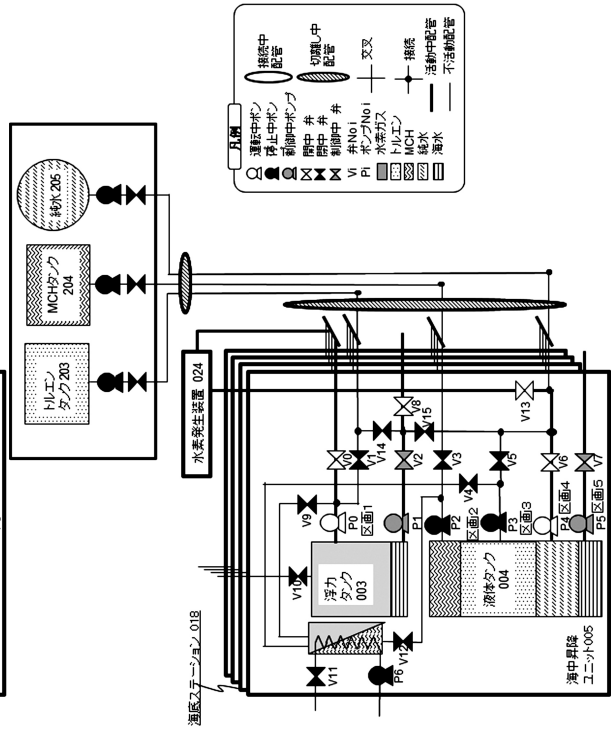 凡例
運転中ポンプ
停止中ポンプ
制御中ポンプ
開中 弁
閉中 弁
制御中 弁
Vi 弁No i
Pi ポンプNo i
水素ガス
トルエン
MCH
純水
海水
接続中
配管
切離し中
配管
交叉
接続
活動中配管
不活動配管
純水 205
MCHタンク
204
トルエン
タンク 203
水素発生装置 024
海底ステーション 018
V0
V1
V2
V3
V4
V5
V6
V7
V8
V9
V10
V11
V12
V13
V14
V15
P0
P1
P2
P3
P4
P5
P6
区画1
区画2
区画3
区画4
区画5
浮力
タンク
003
液体タンク
004
海中昇降
ユニット005